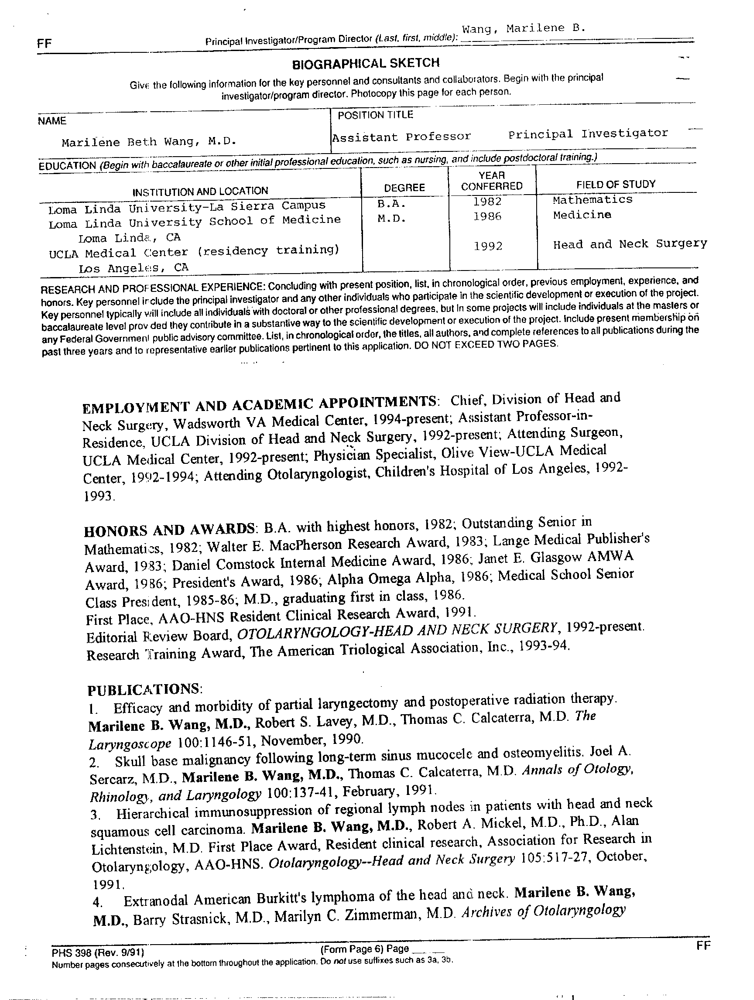 Wang, Marilene B.
FF
Principal Investigator/Program Director (Last, first, middle):
BIOGRAPHICAL SKETCH
Give the following information for the key personnel and consultants and collaborators. Begin with the principal
investigator/program director. Photocopy this page for each person.
NAME
POSITION TITLE
Marilene Beth Wang, M.D.
Assistant Professor Principal Investigator
EDUCATION (Begin with baccalaureate or other initial professional education, such as nursing, and include postdoctoral training.)
INSTITUTION AND LOCATION DEGREE YEAR CONFERRED FIELD OF STUDY
Loma Linda University-La Sierra Campus B.A. 1982 Mathematics
Loma Linda University School of Medicine M.D. 1986 Medicine
Loma Linda, CA
UCLA Medical Center (residency training) 1992 Head and Neck Surgery
Los Angeles, CA
RESEARCH AND PROFESSIONAL EXPERIENCE: Concluding with present position, list, in chronological order, previous employment, experience, and
honors. Key personnel include the principal investigator and any other individuals who participate in the scientific development or execution of the project.
Key personnel typically will include all individuals with doctoral or other professional degrees, but in some projects will include individuals at the masters or
baccalaureate level provided they contribute in a substantive way to the scientific development or execution of the project. Include present membership on
any Federal Government public advisory committee. List, in chronological order, the titles, all authors, and complete references to all publications during the
past three years and to representative earlier publications pertinent to this application. DO NOT EXCEED TWO PAGES.
EMPLOYMENT AND ACADEMIC APPOINTMENTS: Chief, Division of Head and
Neck Surgery, Wadsworth VA Medical Center, 1994-present; Assistant Professor-in-
Residence, UCLA Division of Head and Neck Surgery, 1992-present; Attending Surgeon,
UCLA Medical Center, 1992-present; Physician Specialist, Olive View-UCLA Medical
Center, 1992-1994; Attending Otolaryngologist, Children's Hospital of Los Angeles, 1992-
1993.
HONORS AND AWARDS: B.A. with highest honors, 1982; Outstanding Senior in
Mathematics, 1982; Walter E. MacPherson Research Award, 1983; Lange Medical Publisher's
Award, 1983; Daniel Comstock Internal Medicine Award, 1986; Janet E. Glasgow AMWA
Award, 1986; President's Award, 1986; Alpha Omega Alpha, 1986; Medical School Senior
Class President, 1985-86; M.D., graduating first in class, 1986.
First Place, AAO-HNS Resident Clinical Research Award, 1991.
Editorial Review Board, OTOLARYNGOLOGY-HEAD AND NECK SURGERY, 1992-present.
Research Training Award, The American Triological Association, Inc., 1993-94.
PUBLICATIONS:
1. Efficacy and morbidity of partial laryngectomy and postoperative radiation therapy.
Marilene B. Wang, M.D., Robert S. Lavey, M.D., Thomas C. Calcaterra, M.D. The
Laryngoscope 100:1146-51, November, 1990.
2. Skull base malignancy following long-term sinus mucocele and osteomyelitis. Joel A.
Sercarz, M.D., Marilene B. Wang, M.D., Thomas C. Calcaterra, M.D. Annals of Otology,
Rhinology, and Laryngology 100:137-41, February, 1991.
3. Hierarchical immunosuppression of regional lymph nodes in patients with head and neck
squamous cell carcinoma. Marilene B. Wang, M.D., Robert A. Mickel, M.D., Ph.D., Alan
Lichtenstein, M.D. First Place Award, Resident clinical research, Association for Research in
Otolaryngology, AAO-HNS. Otolaryngology--Head and Neck Surgery 105:517-27, October,
1991.
4. Extranodal American Burkitt's lymphoma of the head and neck. Marilene B. Wang,
M.D., Barry Strasnick, M.D., Marilyn C. Zimmerman, M.D. Archives of Otolaryngology
PHS 398 (Rev. 9/91) (Form Page 6) Page FF
Number pages consecutively at the bottom throughout the application. Do not use suffixes such as 3a, 3b.